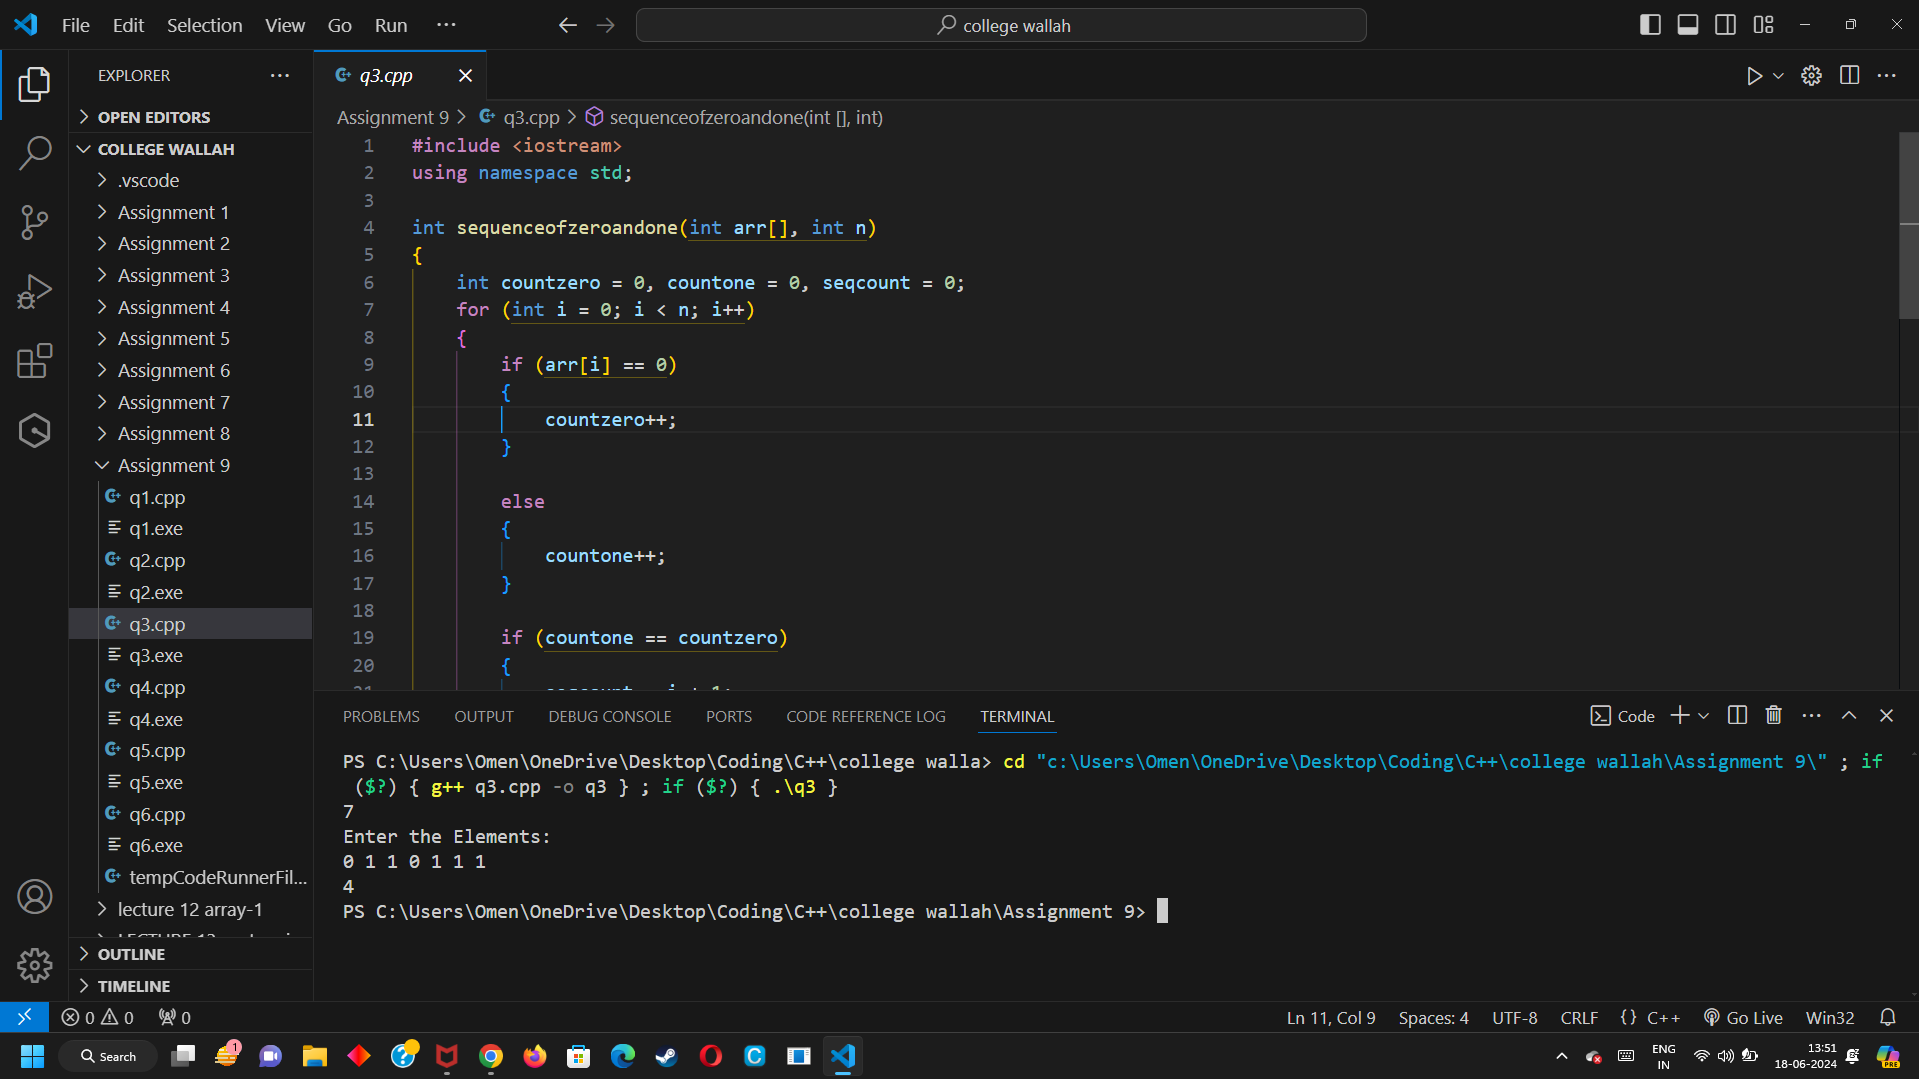 File Edit Selection View Go Run ··· college wallah
EXPLORER ···
OPEN EDITORS
COLLEGE WALLAH
.vscode
Assignment 1
Assignment 2
Assignment 3
Assignment 4
Assignment 5
Assignment 6
Assignment 7
Assignment 8
Assignment 9
q1.cpp
q1.exe
q2.cpp
q2.exe
q3.cpp
q3.exe
q4.cpp
q4.exe
q5.cpp
q5.exe
q6.cpp
q6.exe
tempCodeRunnerFil...
lecture 12 array-1
OUTLINE
TIMELINE
q3.cpp
Assignment 9 > q3.cpp > sequenceofzeroandone(int [], int)
1 #include <iostream>
2 using namespace std;
3
4 int sequenceofzeroandone(int arr[], int n)
5 {
6 int countzero = 0, countone = 0, seqcount = 0;
7 for (int i = 0; i < n; i++)
8 {
9 if (arr[i] == 0)
10 {
11 countzero++;
12 }
13
14 else
15 {
16 countone++;
17 }
18
19 if (countone == countzero)
20 {
PROBLEMS OUTPUT DEBUG CONSOLE PORTS CODE REFERENCE LOG TERMINAL Code
PS C:\Users\Omen\OneDrive\Desktop\Coding\C++\college walla> cd "c:\Users\Omen\OneDrive\Desktop\Coding\C++\college wallah\Assignment 9\" ; if
($?) { g++ q3.cpp -o q3 } ; if ($?) { .\q3 }
7
Enter the Elements:
0 1 1 0 1 1 1
4
PS C:\Users\Omen\OneDrive\Desktop\Coding\C++\college wallah\Assignment 9>
0 0 0 Ln 11, Col 9 Spaces: 4 UTF-8 CRLF {} C++ Go Live Win32
Search 1 ENG 13:51
IN 18-06-2024 PRE